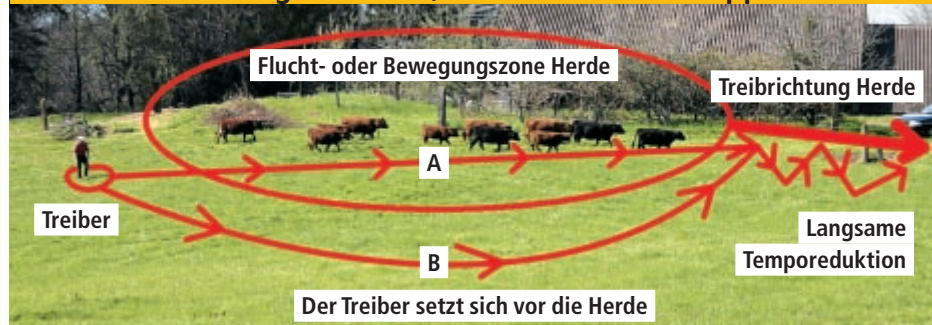 Flucht- oder Bewegungszone Herde
Treibrichtung Herde
A
Treiber
B
Langsame
Temporeduktion
Der Treiber setzt sich vor die Herde